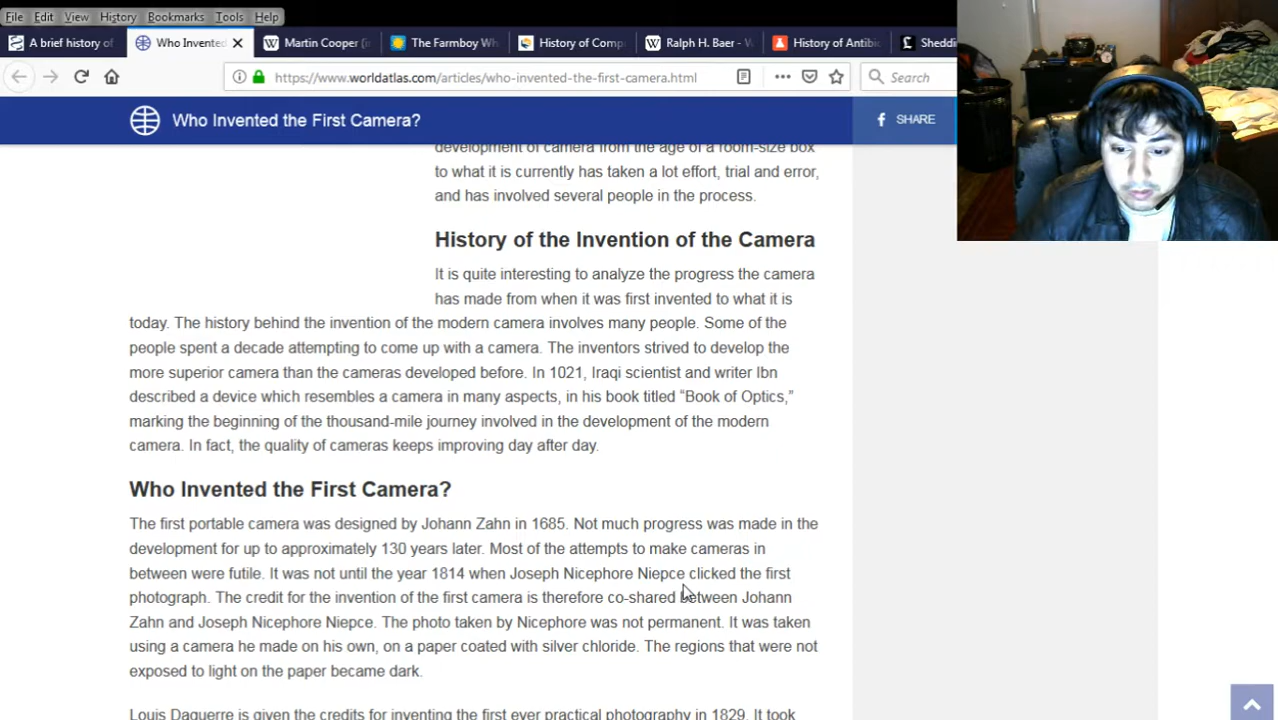 File Edit View History Bookmarks Tools Help
A brief history of
Who Invented
Martin Cooper (i
The Farmboy Wh
History of Comp
Ralph H. Baer - W
History of Antibi
Shedd
https://www.worldatlas.com/articles/who-invented-the-first-camera.html
Search
Who Invented the First Camera?
SHARE
development of camera from the age of a room-size box
to what it is currently has taken a lot effort, trial and error,
and has involved several people in the process.
History of the Invention of the Camera
It is quite interesting to analyze the progress the camera
has made from when it was first invented to what it is
today. The history behind the invention of the modern camera involves many people. Some of the
people spent a decade attempting to come up with a camera. The inventors strived to develop the
more superior camera than the cameras developed before. In 1021, Iraqi scientist and writer Ibn
described a device which resembles a camera in many aspects, in his book titled “Book of Optics,”
marking the beginning of the thousand-mile journey involved in the development of the modern
camera. In fact, the quality of cameras keeps improving day after day.
Who Invented the First Camera?
The first portable camera was designed by Johann Zahn in 1685. Not much progress was made in the
development for up to approximately 130 years later. Most of the attempts to make cameras in
between were futile. It was not until the year 1814 when Joseph Nicephore Niepce clicked the first
photograph. The credit for the invention of the first camera is therefore co-shared between Johann
Zahn and Joseph Nicephore Niepce. The photo taken by Nicephore was not permanent. It was taken
using a camera he made on his own, on a paper coated with silver chloride. The regions that were not
exposed to light on the paper became dark.
Louis Daguerre is given the credits for inventing the first ever practical photography in 1829. It took